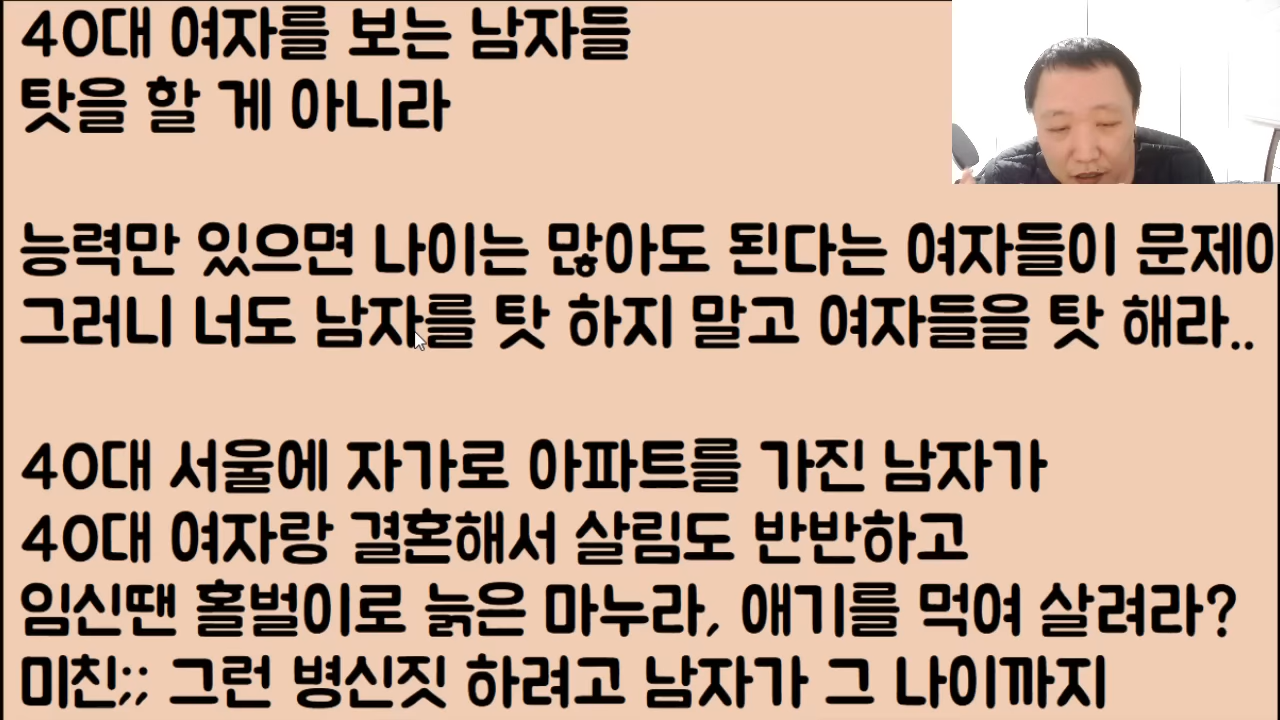 40대 여자를 보는 남자들
탓을 할 게 아니라
능력만 있으면 나이는 많아도 된다는 여자들이 문제
그러니 너도 남자를 탓 하지 말고 여자들을 탓 해라..
40대 서울에 자가로 아파트를 가진 남자가
40대 여자랑 결혼해서 살림도 반반하고
임신땐 홀벌이로 늙은 마누라, 애기를 먹여 살려라?
미친;; 그런 병신짓 하려고 남자가 그 나이까지